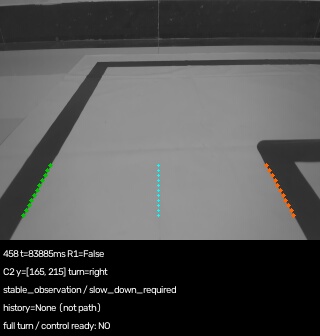 458 t=83885ms R1=False
C2 y=[165, 215] turn=right
stable_observation / slow_down_required
history=None (not path)
full turn / control ready: NO